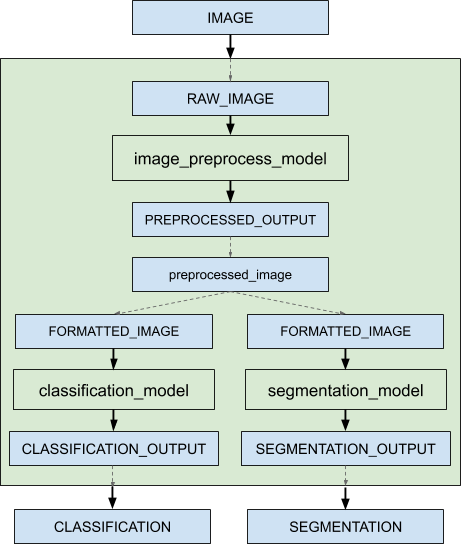 IMAGE
RAW_IMAGE
image_preprocess_model
PREPROCESSED_OUTPUT
preprocessed_image
FORMATTED_IMAGE
FORMATTED_IMAGE
classification_model
segmentation_model
CLASSIFICATION_OUTPUT
SEGMENTATION_OUTPUT
CLASSIFICATION
SEGMENTATION